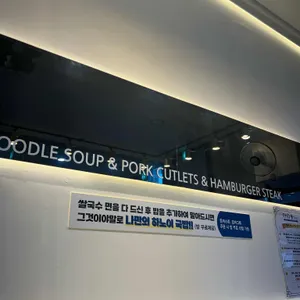 OODLE SOUP & PORK CUTLETS & HAMBURGER STEAK
쌀국수 면을 다 드신 후 밥을 추가하여 말아드시면
그것이야말로 나만의 하노이 국밥!!